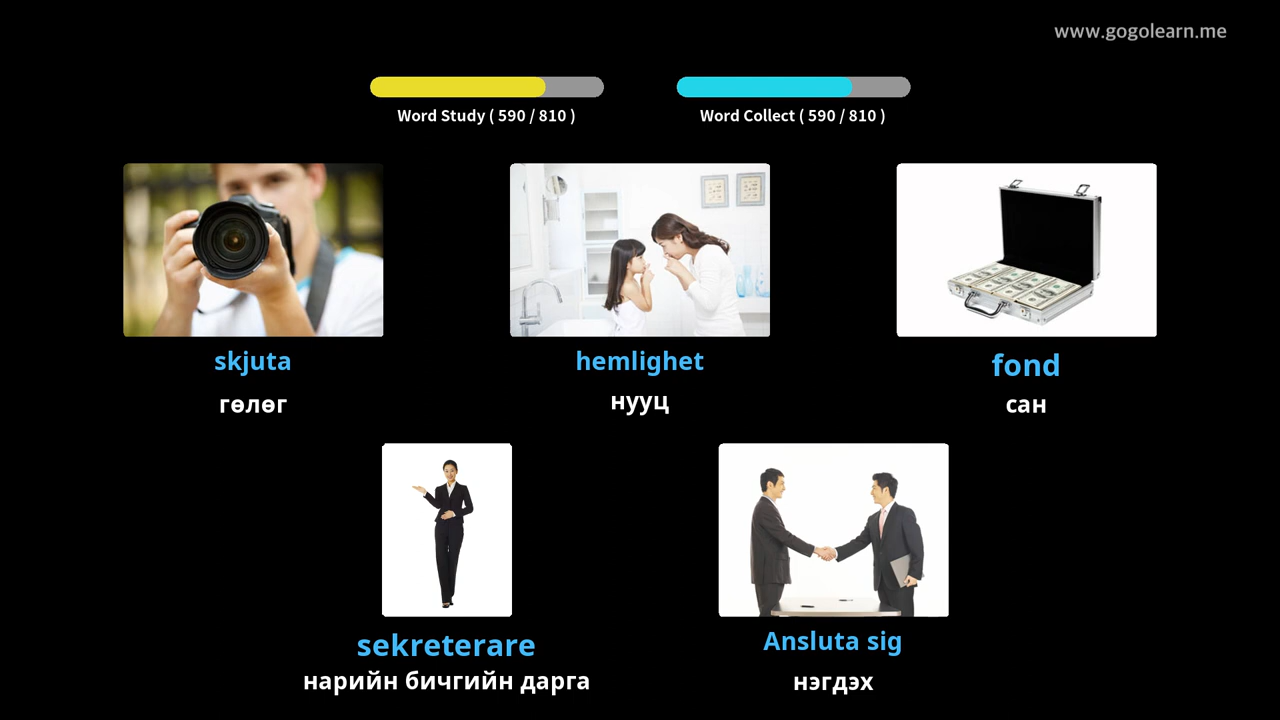 www.gogolearn.me
Word Study ( 590 / 810 )
Word Collect ( 590 / 810 )
skjuta
hemlighet
fond
гөлөг
нууц
сан
sekreterare
Ansluta sig
нарийн бичгийн дарга
нэгдэх